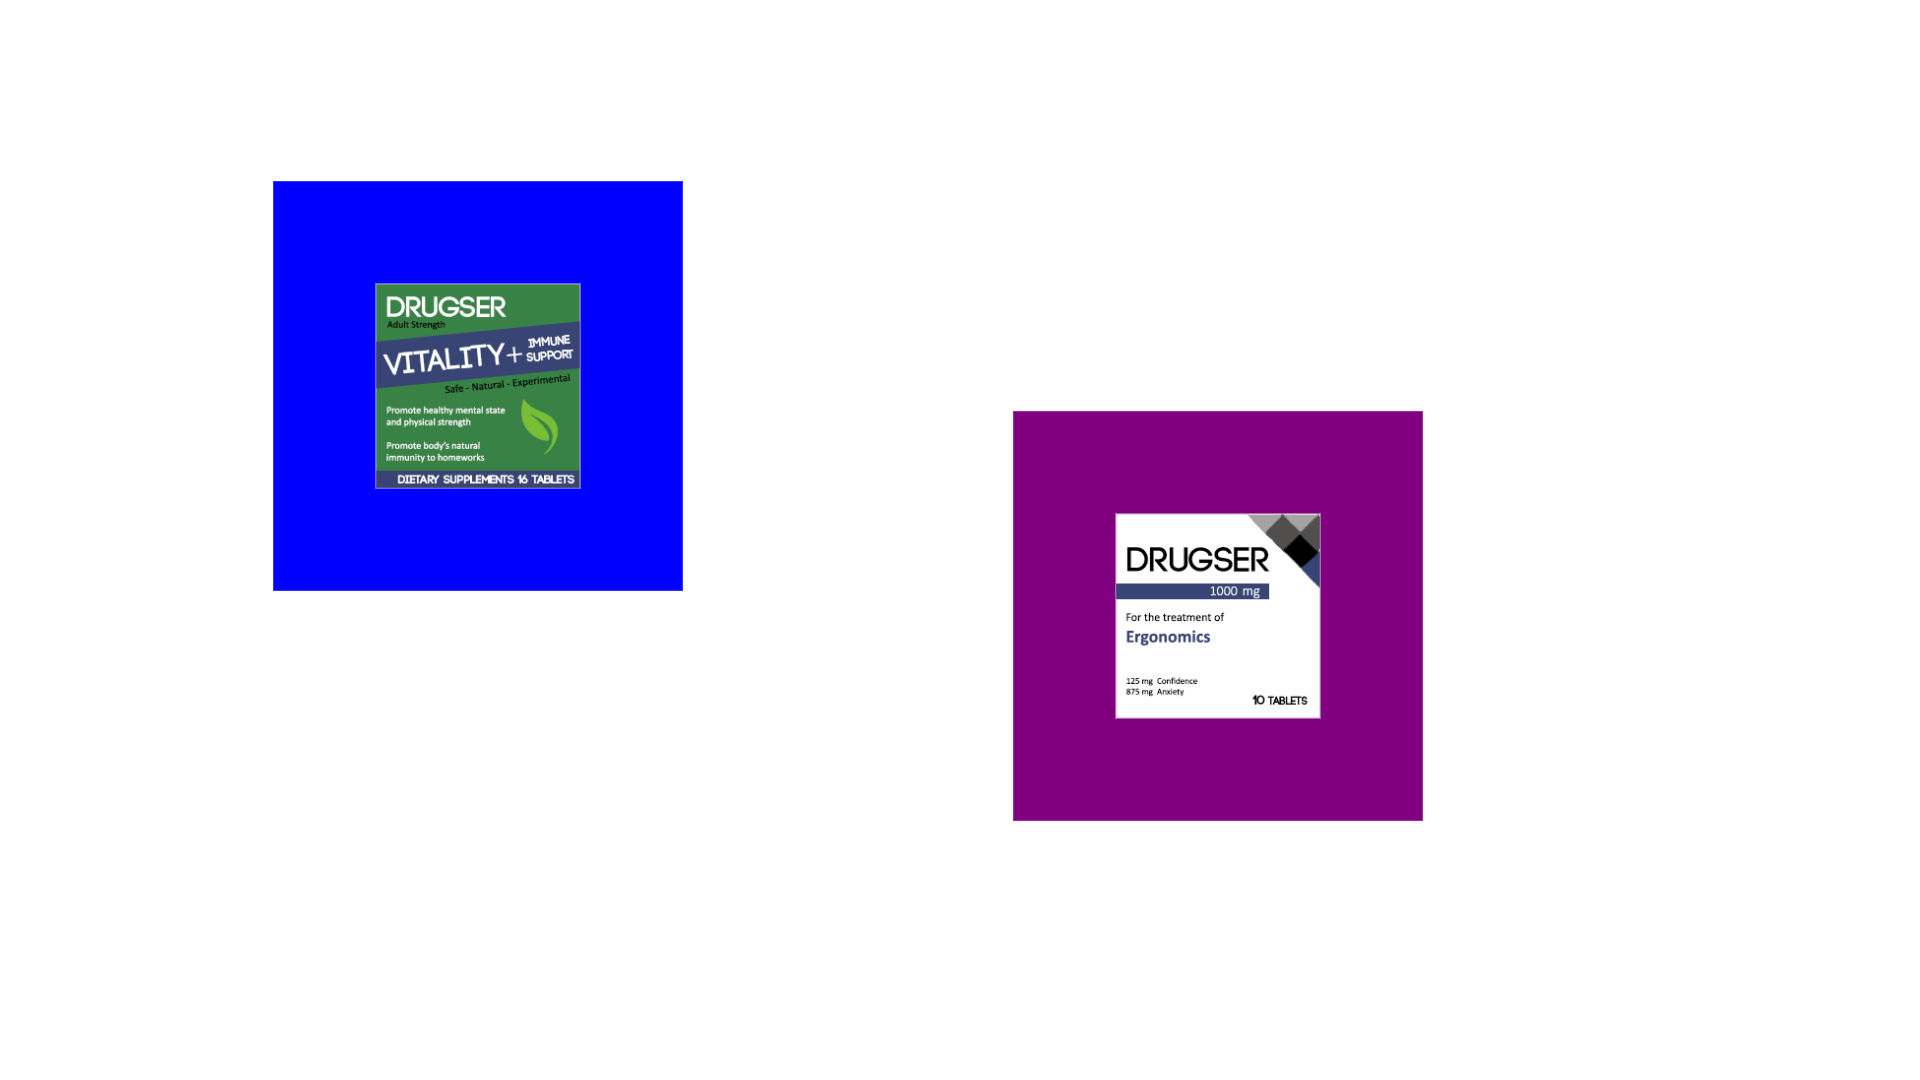 DRUGSER
Adult Strength
VITALITY+ IMMUNE SUPPORT
Safe - Natural - Experimental
Promote healthy mental state
and physical strength
Promote body's natural
immunity to homeworks
DIETARY SUPPLEMENTS 16 TABLETS
DRUGSER
1000 mg
For the treatment of
Ergonomics
125 mg Confidence
875 mg Anxiety
10 TABLETS